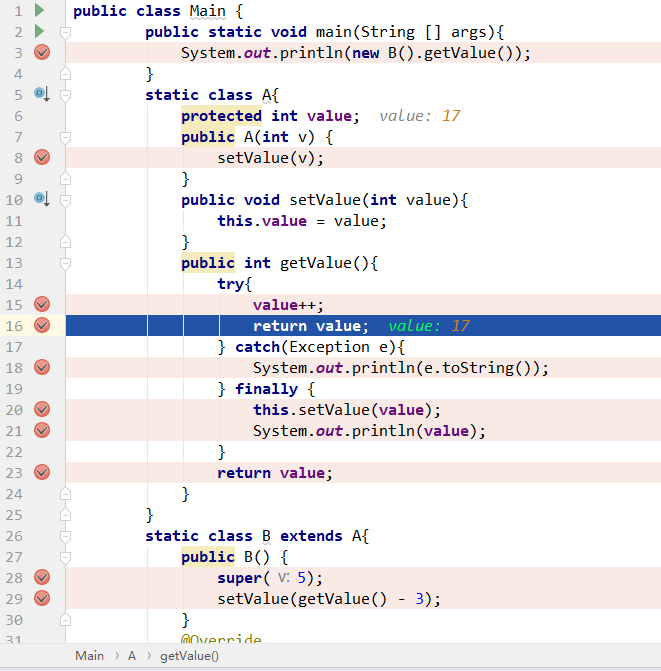 1 public class Main {
2 public static void main(String [] args){
3 System.out.println(new B().getValue());
4 }
5 static class A{
6 protected int value; value: 17
7 public A(int v) {
8 setValue(v);
9 }
10 public void setValue(int value){
11 this.value = value;
12 }
13 public int getValue(){
14 try{
15 value++;
16 return value; value: 17
17 } catch(Exception e){
18 System.out.println(e.toString());
19 } finally {
20 this.setValue(value);
21 System.out.println(value);
22 }
23 return value;
24 }
25 }
26 static class B extends A{
27 public B() {
28 super( v: 5);
29 setValue(getValue() - 3);
30 }
31 @Override
Main › A › getValue()